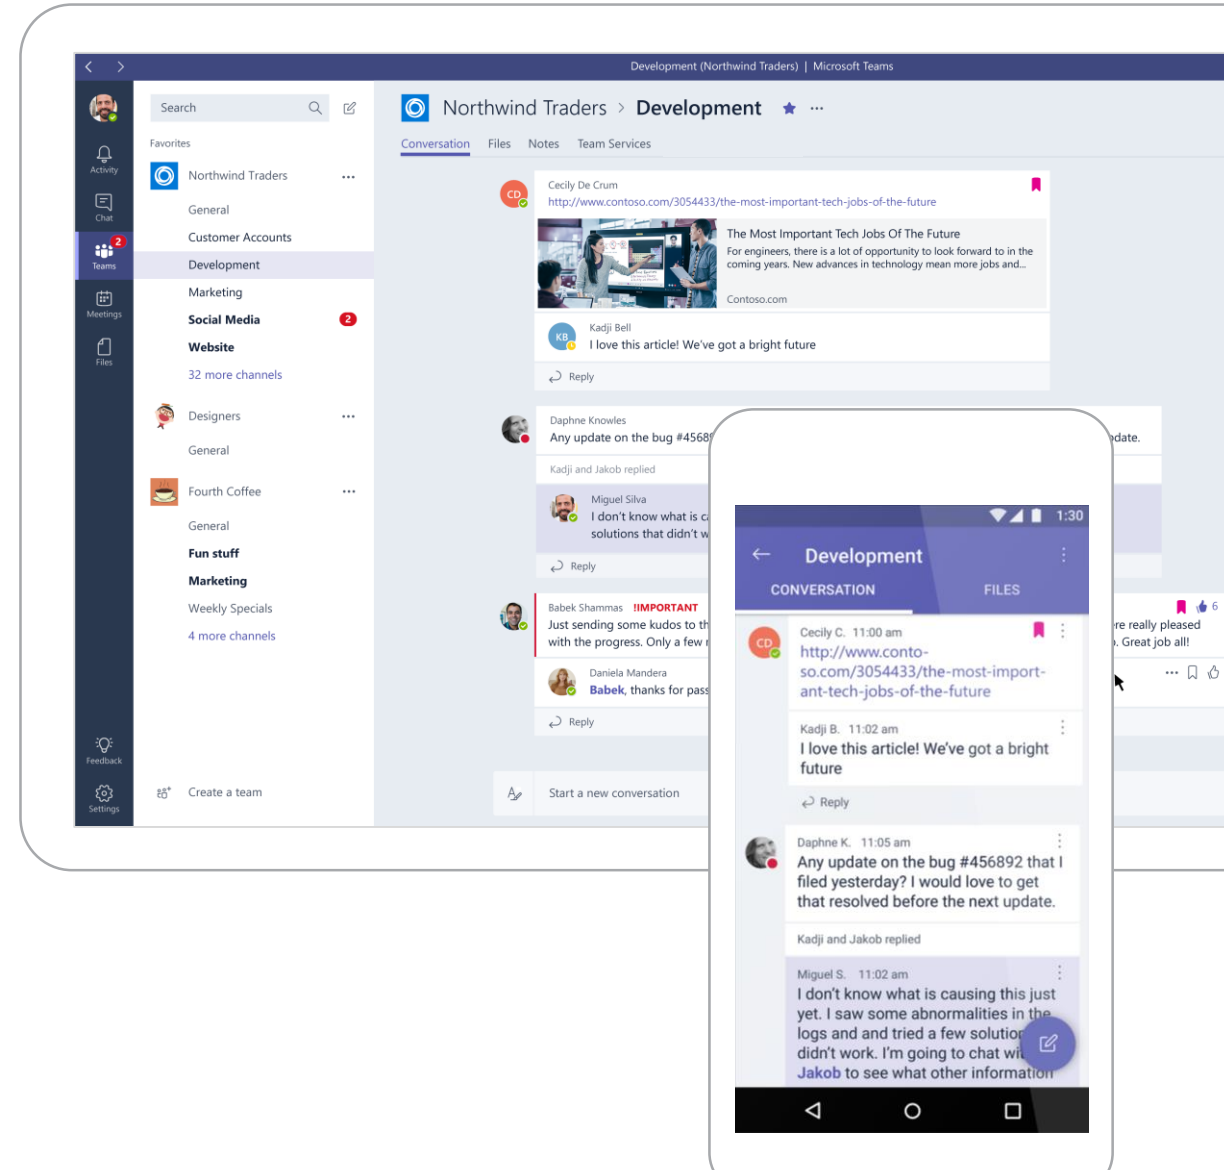 Development (Northwind Traders) | Microsoft Teams
Activity
Chat
2
Teams
Meetings
Files
Feedback
Settings
Search
Favorites
Northwind Traders
General
Customer Accounts
Development
Marketing
Social Media 2
Website
32 more channels
Designers
General
Fourth Coffee
General
Fun stuff
Marketing
Weekly Specials
4 more channels
Create a team
Northwind Traders > Development
Conversation Files Notes Team Services
CD
Cecily De Crum
http://www.contoso.com/3054433/the-most-important-tech-jobs-of-the-future
The Most Important Tech Jobs Of The Future
For engineers, there is a lot of opportunity to look forward to in the
coming years. New advances in technology mean more jobs and...
Contoso.com
KB
Kadji Bell
I love this article! We've got a bright future
Reply
Daphne Knowles
Any update on the bug #4568
date.
Kadji and Jakob replied
Miguel Silva
I don't know what is
solutions that didn't
Reply
Babek Shammas !IMPORTANT
6
Just sending some kudos to
re really pleased
with the progress. Only a few
Great job all!
Daniela Mandera
Babek, thanks for
Reply
Start a new conversation
1:30
Development
CONVERSATION FILES
CD
Cecily C. 11:00 am
http://www.conto-
so.com/3054433/the-most-import-
ant-tech-jobs-of-the-future
Kadji B. 11:02 am
I love this article! We've got a bright
future
Reply
Daphne K. 11:05 am
Any update on the bug #456892 that I
filed yesterday? I would love to get
that resolved before the next update.
Kadji and Jakob replied
Miguel S. 11:02 am
I don't know what is causing this just
yet. I saw some abnormalities in the
logs and and tried a few
didn't work. I'm going to chat
Jakob to see what other information